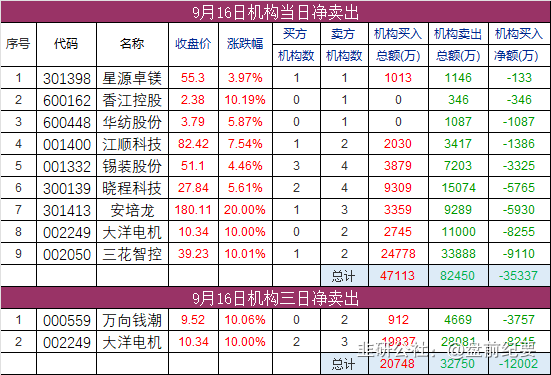 9月16日机构当日净卖出
序号 代码 名称 收盘价 涨跌幅 买方机构数 卖方机构数 机构买入总额(万) 机构卖出总额(万) 机构买入净额(万)
1 301398 星源卓镁 55.3 3.97% 1 1 1013 1146 -133
2 600162 香江控股 2.38 10.19% 0 1 0 346 -346
3 600448 华纺股份 3.79 5.87% 0 1 0 1087 -1087
4 001400 江顺科技 82.42 7.54% 1 2 2030 3417 -1386
5 001332 锡装股份 51.1 4.46% 3 4 3879 7203 -3325
6 300139 晓程科技 27.84 5.61% 2 4 9309 15074 -5765
7 301413 安培龙 180.11 20.00% 1 3 3359 9289 -5930
8 002249 大洋电机 10.34 10.00% 0 2 2745 11000 -8255
9 002050 三花智控 39.23 10.01% 1 2 24778 33888 -9110
总计 47113 82450 -35337
9月16日机构三日净卖出
1 000559 万向钱潮 9.52 10.06% 0 2 912 4669 -3757
2 002249 大洋电机 10.34 10.00% 2 3 19837 28081 -8245
总计 20748 32750 -12002
韭研公社：@盘前纪要